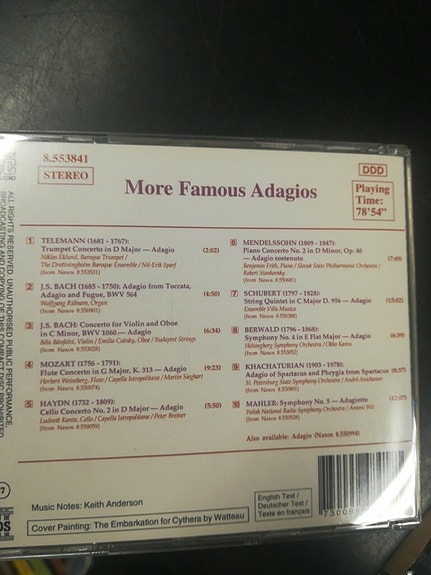 8.553841
STEREO
More Famous Adagios
DDD
Playing
Time:
78'54"
1 TELEMANN (1681 - 1767):
Trumpet Concerto in D Major — Adagio (2:02)
Niklas Eklund, Baroque Trumpet /
The Drottningholm Baroque Ensemble / Nils-Erik Sparf
(from Naxos 8.553531)
2 J.S. BACH (1685 - 1750): Adagio from Toccata,
Adagio and Fugue, BWV 564 (4:50)
Wolfgang Rübsam, Organ
(from Naxos 8.550901)
3 J.S. BACH: Concerto for Violin and Oboe
in C Minor, BWV 1060 — Adagio (6:34)
Béla Bánfalvi, Violin / Emilia Csánky, Oboe / Budapest Strings
(from Naxos 8.553028)
4 MOZART (1756 - 1791):
Flute Concerto in G Major, K. 313 — Adagio (9:23)
Herbert Weissberg, Flute / Capella Istropolitana / Martin Sieghart
(from Naxos 8.550074)
5 HAYDN (1732 - 1809):
Cello Concerto No. 2 in D Major — Adagio (5:50)
Ludovít Kanta, Cello / Capella Istropolitana / Peter Breiner
(from Naxos 8.550059)
6 MENDELSSOHN (1809 - 1847):
Piano Concerto No. 2 in D Minor, Op. 40
— Adagio sostenuto (7:49)
Benjamin Frith, Piano / Slovak State Philharmonic Orchestra /
Robert Stankovsky
(from Naxos 8.550681)
7 SCHUBERT (1797 - 1828):
String Quintet in C Major D. 956 — Adagio (15:02)
Ensemble Villa Musica
(from Naxos 8.550388)
8 BERWALD (1796 - 1868):
Symphony No. 4 in E Flat Major — Adagio (6:39)
Helsingborg Symphony Orchestra / Okko Kamu
(from Naxos 8.553052)
9 KHACHATURIAN (1903 - 1978):
Adagio of Spartacus and Phrygia from Spartacus (8:37)
St. Petersburg State Symphony Orchestra / André Anichanov
(from Naxos 8.550801)
10 MAHLER: Symphony No. 5 — Adagietto (12:07)
Polish National Radio Symphony Orchestra / Antoni Wit
(from Naxos 8.550528)
Also available: Adagio (Naxos 8.550994)
Music Notes: Keith Anderson
Cover Painting: The Embarkation for Cythera by Watteau
English Text /
Deutscher Text /
Texte en français
ALL RIGHTS RESERVED. UNAUTHORISED PUBLIC PERFORMANCE,